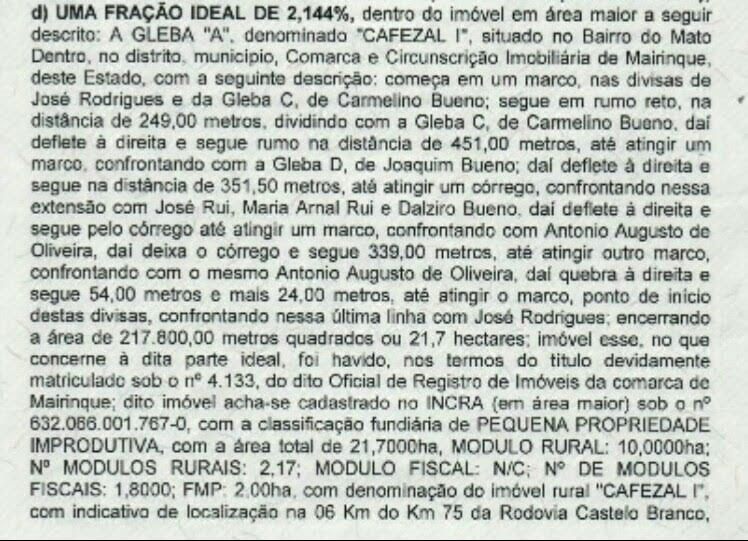 d) UMA FRAÇÃO IDEAL DE 2,144%, dentro do imóvel em área maior a seguir
descrito: A GLEBA "A", denominado "CAFEZAL I", situado no Bairro do Mato
Dentro, no distrito, municipio, Comarca e Circunscrição Imobiliária de Mairinque,
deste Estado, com a seguinte descrição: começa em um marco, nas divisas de
José Rodrigues e da Gleba C, de Carmelino Bueno; segue em rumo reto, na
distância de 249,00 metros, dividindo com a Gleba C, de Carmelino Bueno, daí
deflete à direita e segue rumo na distância de 451,00 metros, até atingir um
marco, confrontando com a Gleba D, de Joaquim Bueno; daí deflete à direita e
segue na distância de 351,50 metros, até atingir um córrego, confrontando nessa
extensão com José Rui, Maria Arnal Rui e Dalziro Bueno, daí deflete à direita e
segue pelo córrego até atingir um marco, confrontando com Antonio Augusto de
Oliveira, daí deixa o córrego e segue 339,00 metros, até atingir outro marco,
confrontando com o mesmo Antonio Augusto de Oliveira, daí quebra à direita e
segue 54,00 metros e mais 24,00 metros, até atingir o marco, ponto de início
destas divisas, confrontando nessa última linha com José Rodrigues; encerrando
a área de 217.800,00 metros quadrados ou 21,7 hectares; imóvel esse, no que
concerne à dita parte ideal, foi havido, nos termos do titulo devidamente
matriculado sob o nº 4.133, do dito Oficial de Registro de Imóveis da comarca de
Mairinque; dito imóvel acha-se cadastrado no INCRA (em área maior) sob o nº
632.066.001.767-0, com a classificação fundiária de PEQUENA PROPRIEDADE
IMPRODUTIVA, com a área total de 21,7000ha, MODULO RURAL: 10,0000ha;
Nº MODULOS RURAIS: 2,17; MODULO FISCAL: N/C; Nº DE MODULOS
FISCAIS: 1,8000; FMP: 2,00ha, com denominação do imóvel rural "CAFEZAL I",
com indicativo de localização na 06 Km do Km 75 da Rodovia Castelo Branco,